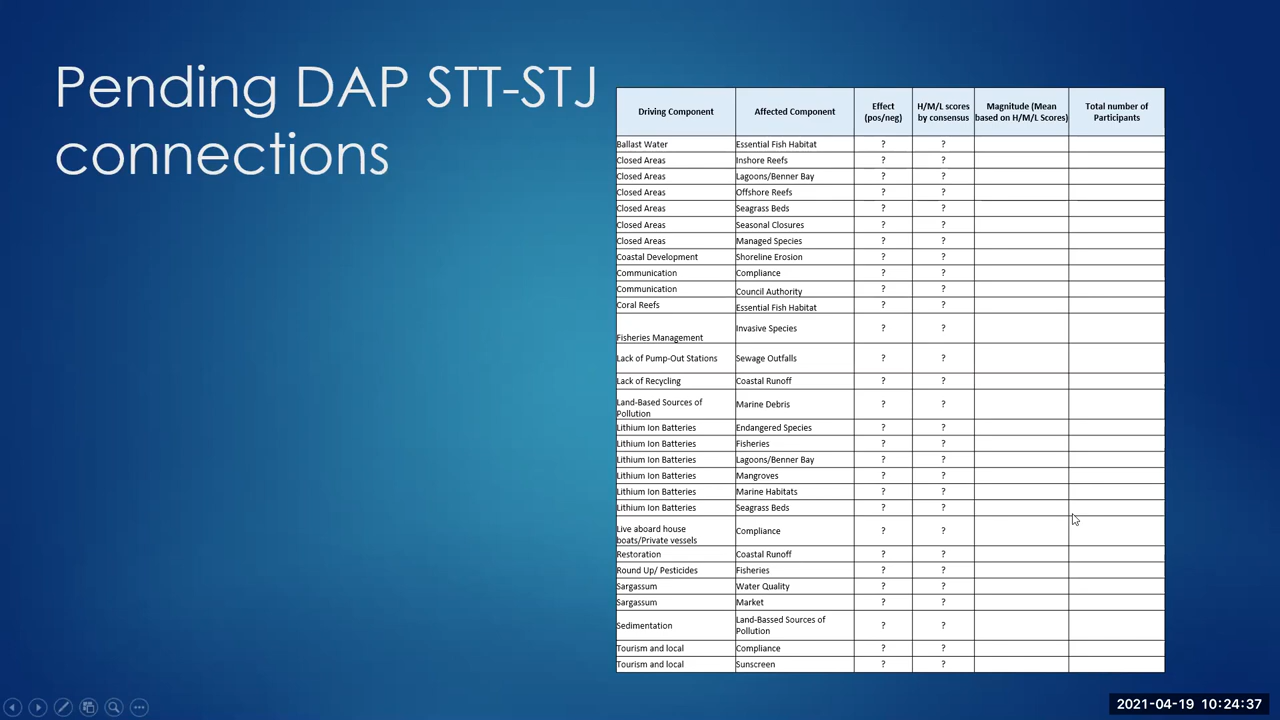 Pending DAP STT-STJ
connections
Driving Component Affected Component Effect (pos/neg) H/M/L scores by consensus Magnitude (Mean based on H/M/L Scores) Total number of Participants
Ballast Water Essential Fish Habitat ? ?
Closed Areas Inshore Reefs ? ?
Closed Areas Lagoons/Benner Bay ? ?
Closed Areas Offshore Reefs ? ?
Closed Areas Seagrass Beds ? ?
Closed Areas Seasonal Closures ? ?
Closed Areas Managed Species ? ?
Coastal Development Shoreline Erosion ? ?
Communication Compliance ? ?
Communication Council Authority ? ?
Coral Reefs Essential Fish Habitat ? ?
Fisheries Management Invasive Species ? ?
Lack of Pump-Out Stations Sewage Outfalls ? ?
Lack of Recycling Coastal Runoff ? ?
Land-Based Sources of Pollution Marine Debris ? ?
Lithium Ion Batteries Endangered Species ? ?
Lithium Ion Batteries Fisheries ? ?
Lithium Ion Batteries Lagoons/Benner Bay ? ?
Lithium Ion Batteries Mangroves ? ?
Lithium Ion Batteries Marine Habitats ? ?
Lithium Ion Batteries Seagrass Beds ? ?
Live aboard house boats/Private vessels Compliance ? ?
Restoration Coastal Runoff ? ?
Round Up/ Pesticides Fisheries ? ?
Sargassum Water Quality ? ?
Sargassum Market ? ?
Sedimentation Land-Bassed Sources of Pollution ? ?
Tourism and local Compliance ? ?
Tourism and local Sunscreen ? ?
2021-04-19 10:24:37